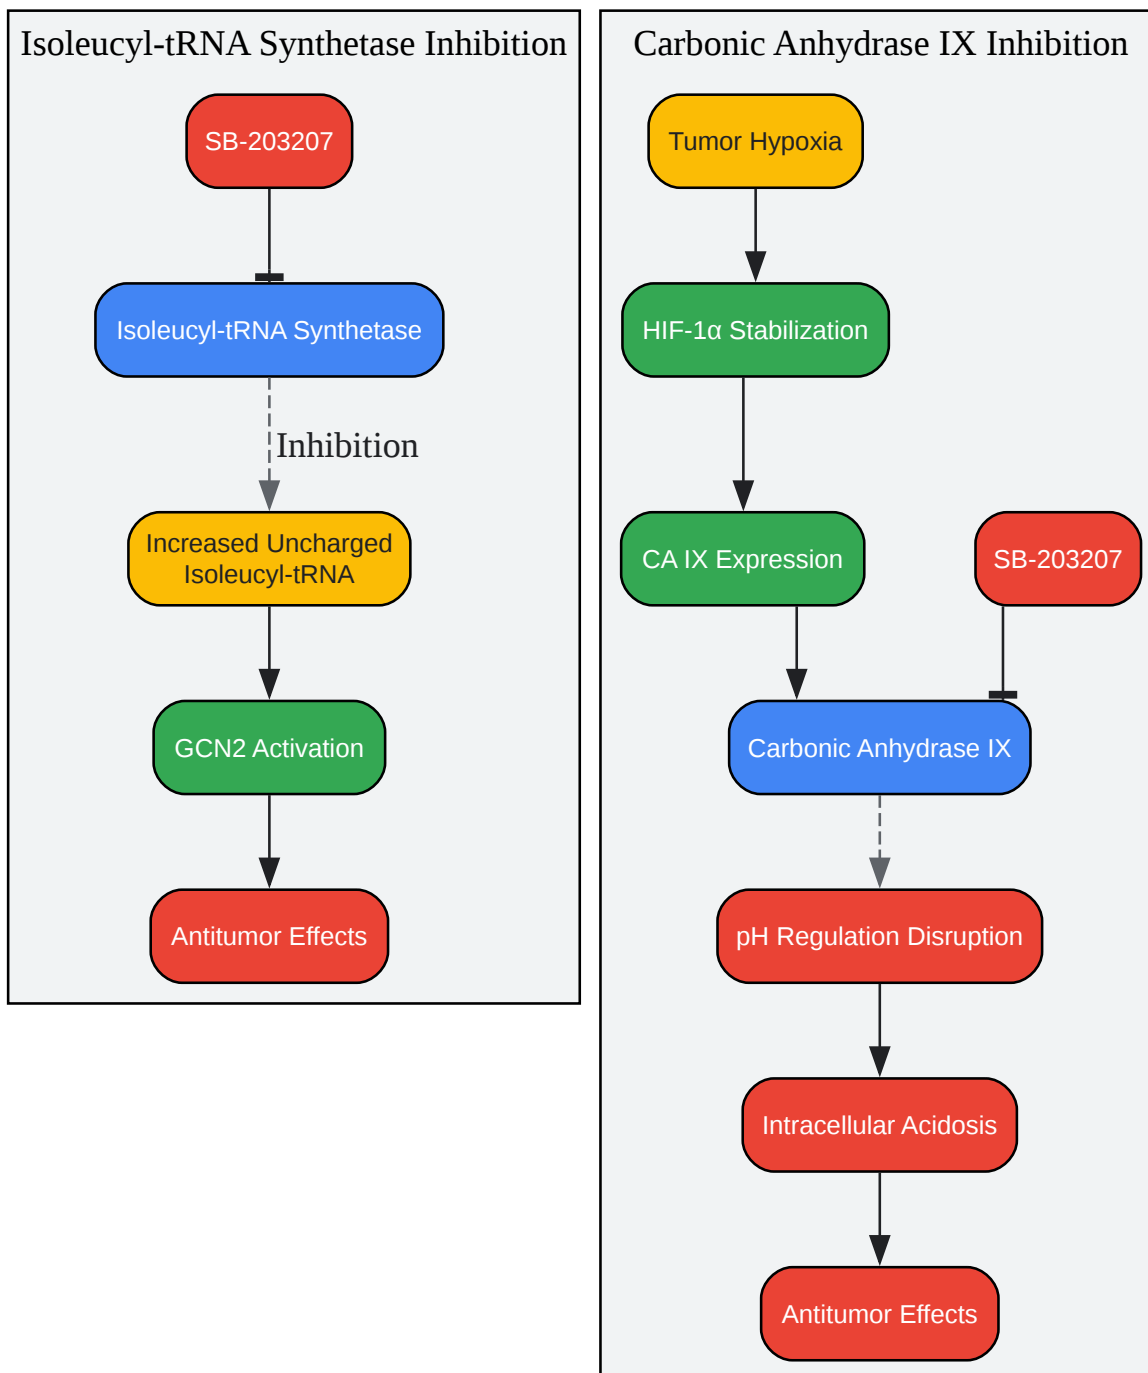 Isoleucyl-tRNA Synthetase Inhibition
SB-203207
Isoleucyl-tRNA Synthetase
Inhibition
Increased Uncharged
Isoleucyl-tRNA
GCN2 Activation
Antitumor Effects
Carbonic Anhydrase IX Inhibition
Tumor Hypoxia
HIF-1α Stabilization
CA IX Expression
SB-203207
Carbonic Anhydrase IX
pH Regulation Disruption
Intracellular Acidosis
Antitumor Effects